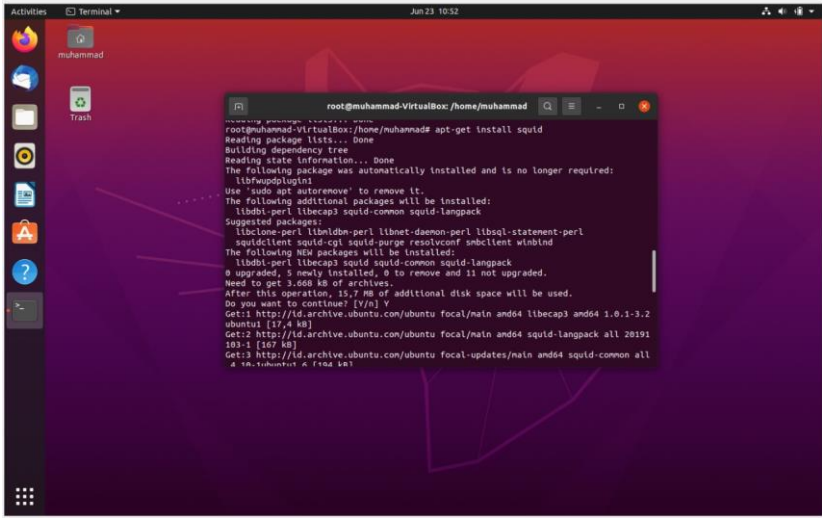 Activities
Terminal
Jun 23 10:52
muhammad
Trash
root@muhammad-VirtualBox: /home/muhammad
Reading package lists... Done
root@muhammad-VirtualBox:/home/muhammad# apt-get install squid
Reading package lists... Done
Building dependency tree
Reading state information... Done
The following package was automatically installed and is no longer required:
libfwupdplugin1
Use 'sudo apt autoremove' to remove it.
The following additional packages will be installed:
libdbi-perl libecap3 squid-common squid-langpack
Suggested packages:
libclone-perl libmldbm-perl libnet-daemon-perl libsql-statement-perl
squidclient squid-cgi squid-purge resolvconf smbclient winbind
The following NEW packages will be installed:
libdbi-perl libecap3 squid squid-common squid-langpack
0 upgraded, 5 newly installed, 0 to remove and 11 not upgraded.
Need to get 3.668 kB of archives.
After this operation, 15,7 MB of additional disk space will be used.
Do you want to continue? [Y/n] Y
Get:1 http://id.archive.ubuntu.com/ubuntu focal/main amd64 libecap3 amd64 1.0.1-3.2
ubuntu1 [17,4 kB]
Get:2 http://id.archive.ubuntu.com/ubuntu focal/main amd64 squid-langpack all 20191
103-1 [167 kB]
Get:3 http://id.archive.ubuntu.com/ubuntu focal-updates/main amd64 squid-common all
4.10-1ubuntu1.6 [194 kB]